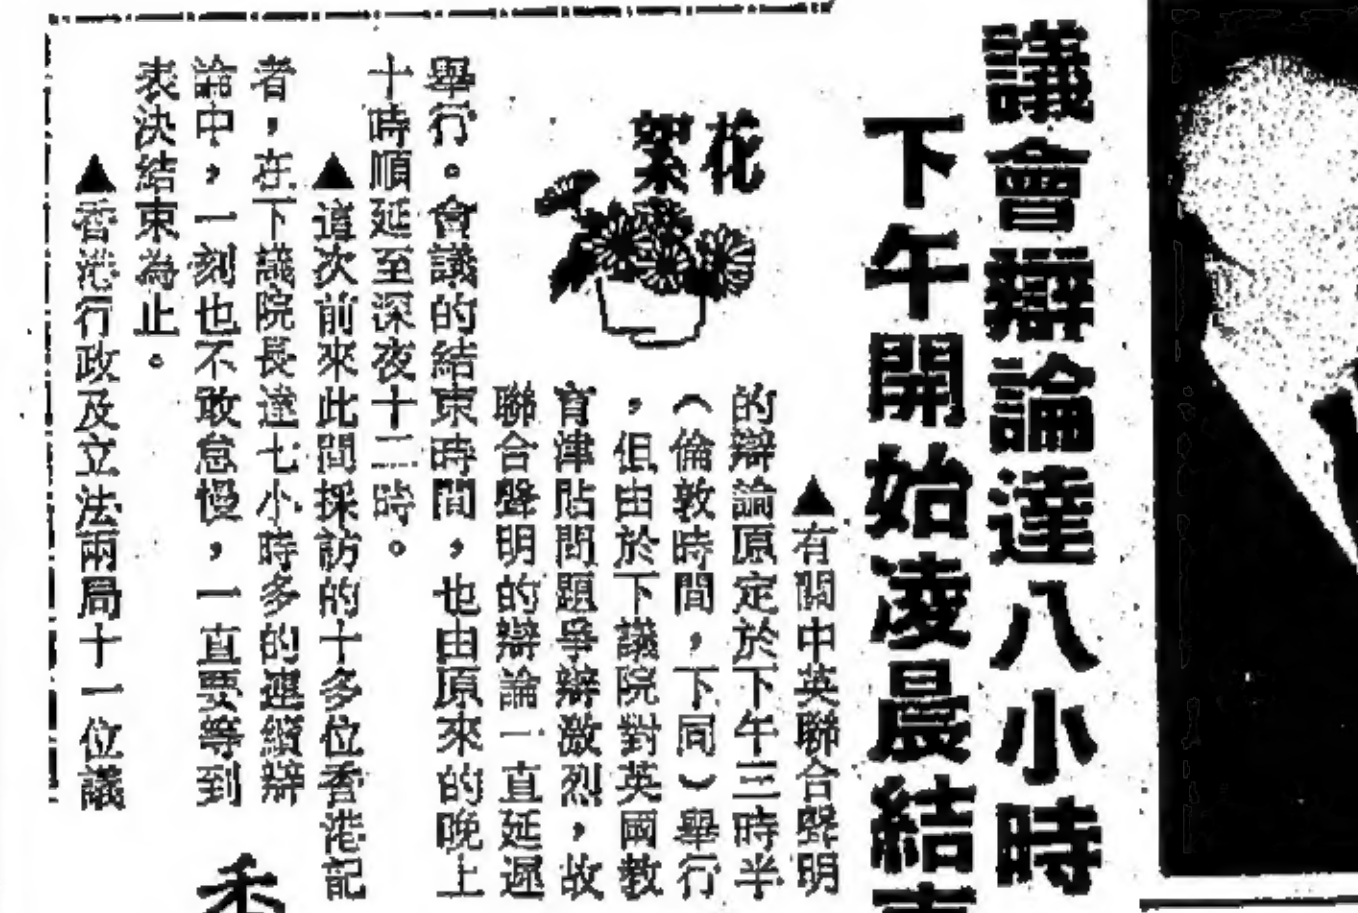 議會辯論達八小時
下午開始凌晨結
花絮
▲有關中英聯合聲明
的辯論原定於下午三時半
（倫敦時間，下同）舉行
，但由於下議院對英國教
育津貼問題爭辯激烈，故
聯合聲明的辯論一直延遲
舉行。會議的結束時間，也由原來的晚上
十時順延至深夜十二時。
▲這次前來此間採訪的十多位香港記
者，在下議院長達七小時多的連續辯
論中，一刻也不敢怠慢，一直要等到
表決結束為止。
▲香港行政及立法兩局十一位議